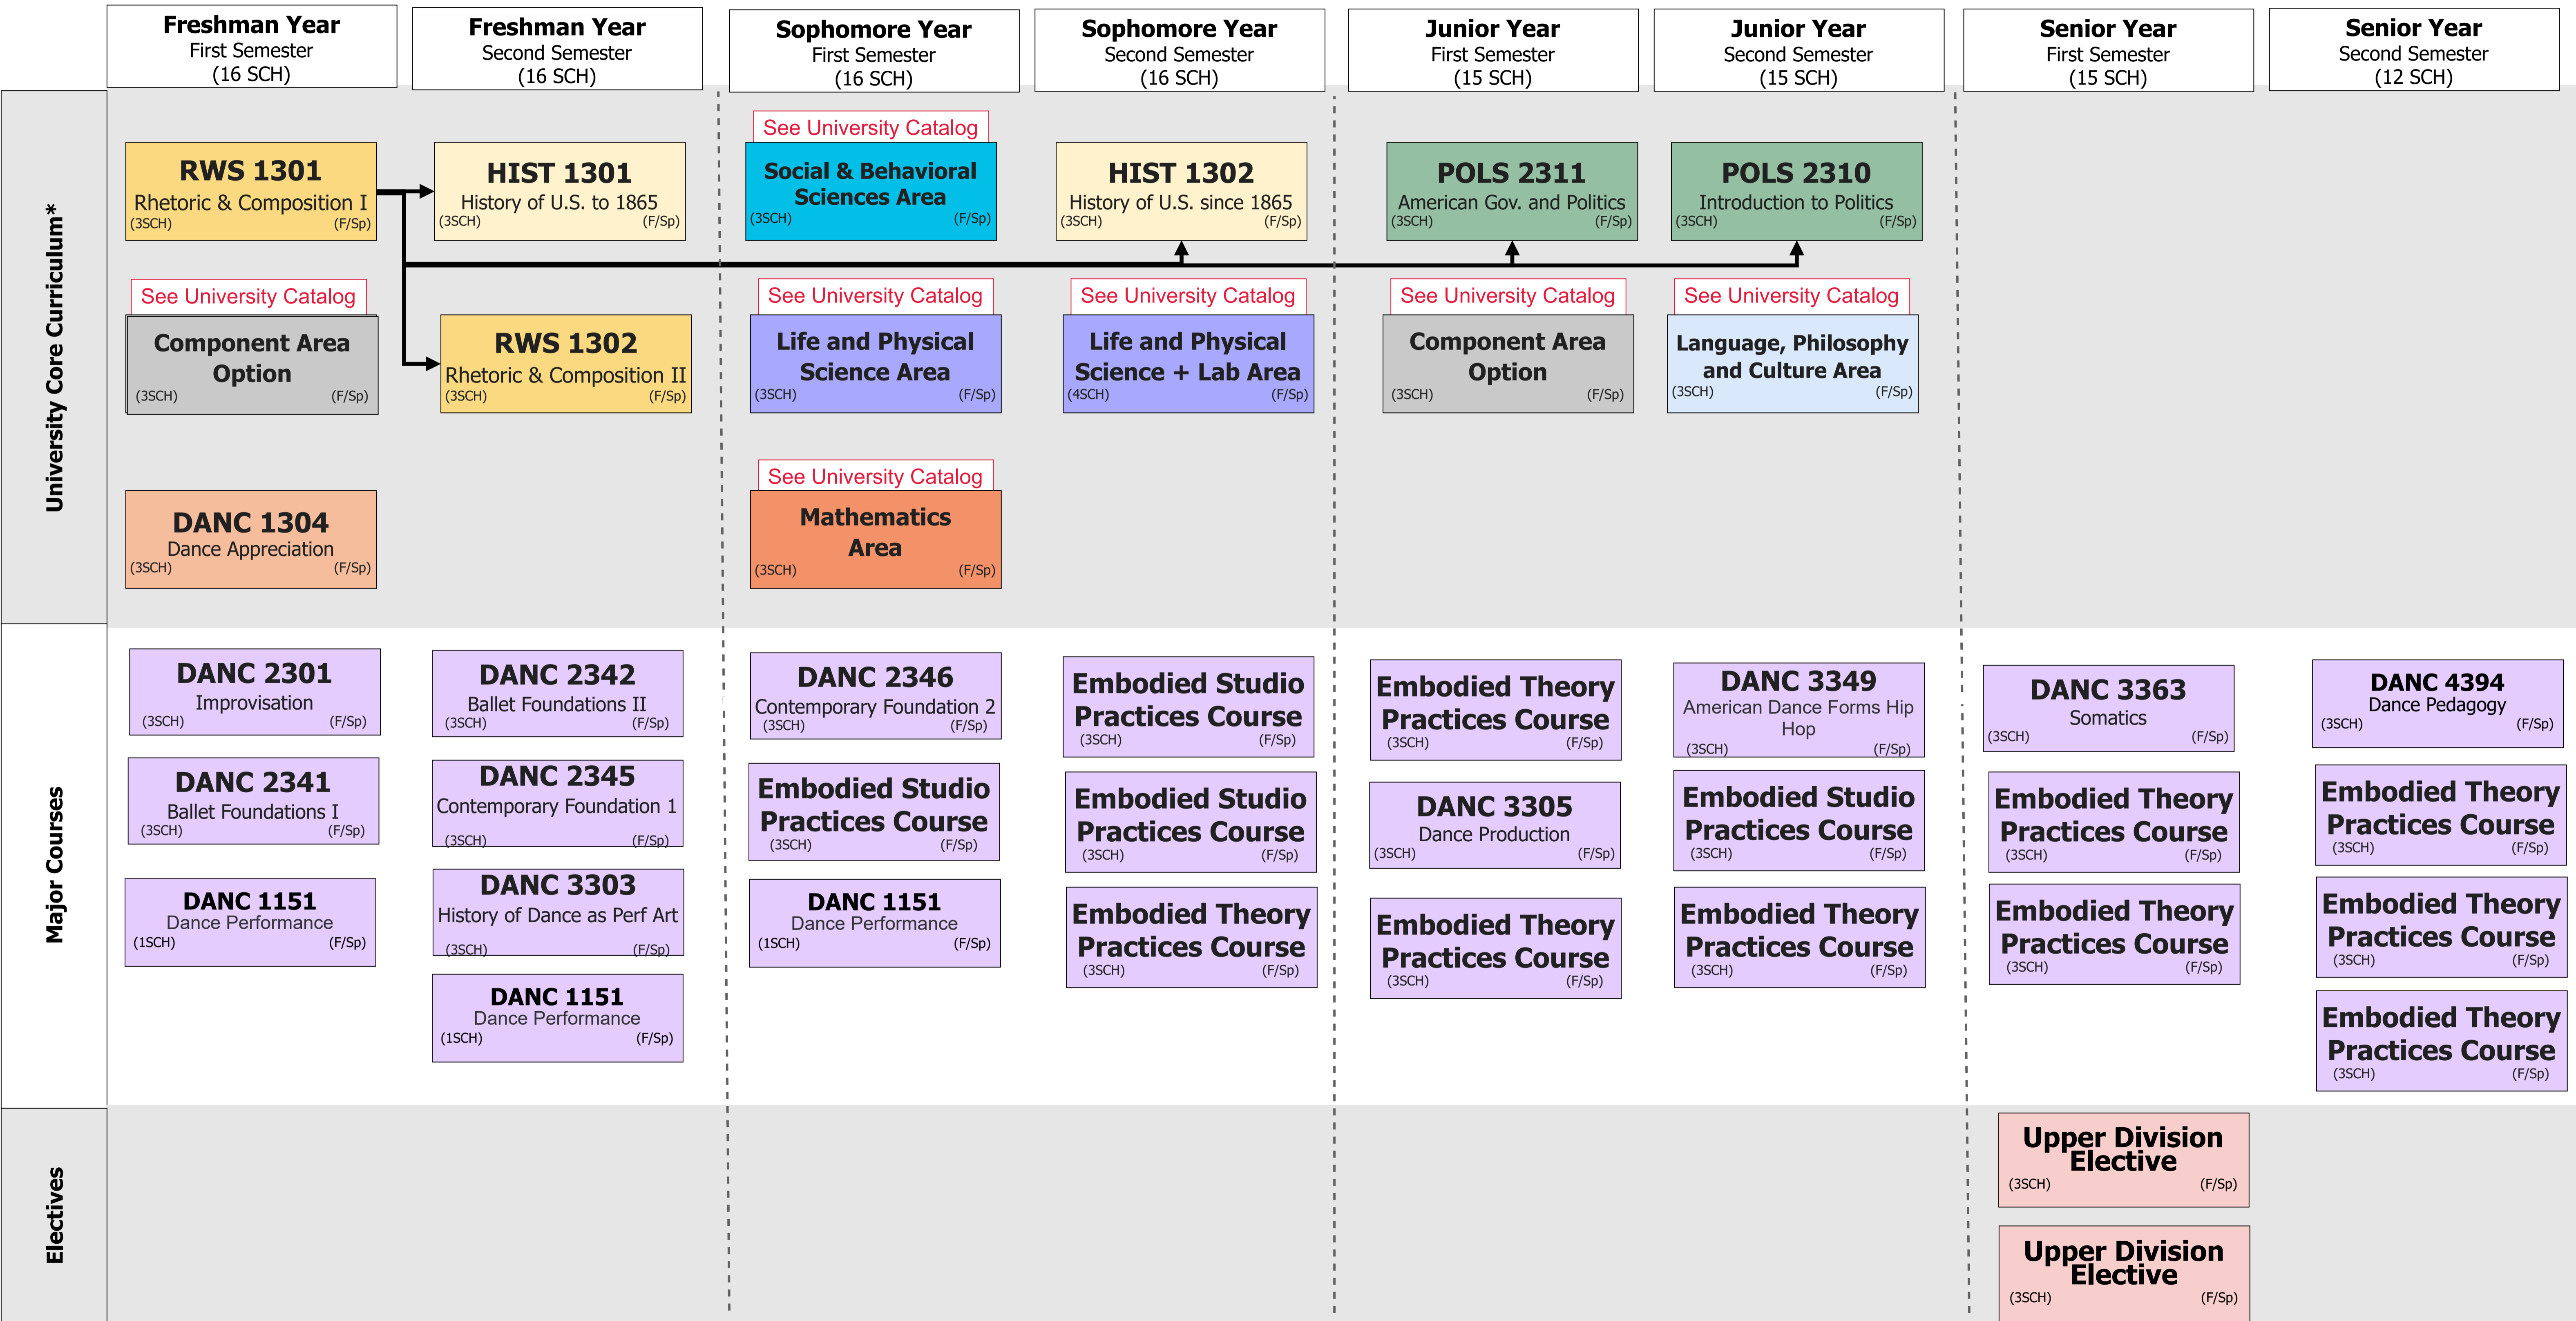 Freshman Year
First Semester
(16 SCH)
Freshman Year
Second Semester
(16 SCH)
Sophomore Year
First Semester
(16 SCH)
Sophomore Year
Second Semester
(16 SCH)
Junior Year
First Semester
(15 SCH)
Junior Year
Second Semester
(15 SCH)
Senior Year
First Semester
(15 SCH)
Senior Year
Second Semester
(12 SCH)
University Core Curriculum*
RWS 1301
Rhetoric & Composition I
(3SCH) (F/Sp)
HIST 1301
History of U.S. to 1865
(3SCH) (F/Sp)
See University Catalog
Social & Behavioral
Sciences Area
(3SCH) (F/Sp)
HIST 1302
History of U.S. since 1865
(3SCH) (F/Sp)
POLS 2311
American Gov. and Politics
(3SCH) (F/Sp)
POLS 2310
Introduction to Politics
(3SCH) (F/Sp)
See University Catalog
Component Area
Option
(3SCH) (F/Sp)
RWS 1302
Rhetoric & Composition II
(3SCH) (F/Sp)
See University Catalog
Life and Physical
Science Area
(3SCH) (F/Sp)
See University Catalog
Life and Physical
Science + Lab Area
(4SCH) (F/Sp)
See University Catalog
Component Area
Option
(3SCH) (F/Sp)
See University Catalog
Language, Philosophy
and Culture Area
(3SCH) (F/Sp)
DANC 1304
Dance Appreciation
(3SCH) (F/Sp)
See University Catalog
Mathematics
Area
(3SCH) (F/Sp)
Major Courses
DANC 2301
Improvisation
(3SCH) (F/Sp)
DANC 2342
Ballet Foundations II
(3SCH) (F/Sp)
DANC 2346
Contemporary Foundation 2
(3SCH) (F/Sp)
Embodied Studio
Practices Course
(3SCH) (F/Sp)
Embodied Theory
Practices Course
(3SCH) (F/Sp)
DANC 3349
American Dance Forms Hip
Hop
(3SCH) (F/Sp)
DANC 3363
Somatics
(3SCH) (F/Sp)
DANC 4394
Dance Pedagogy
(3SCH) (F/Sp)
DANC 2341
Ballet Foundations I
(3SCH) (F/Sp)
DANC 2345
Contemporary Foundation 1
(3SCH) (F/Sp)
Embodied Studio
Practices Course
(3SCH) (F/Sp)
Embodied Studio
Practices Course
(3SCH) (F/Sp)
DANC 3305
Dance Production
(3SCH) (F/Sp)
Embodied Studio
Practices Course
(3SCH) (F/Sp)
Embodied Theory
Practices Course
(3SCH) (F/Sp)
Embodied Theory
Practices Course
(3SCH) (F/Sp)
DANC 1151
Dance Performance
(1SCH) (F/Sp)
DANC 3303
History of Dance as Perf Art
(3SCH) (F/Sp)
DANC 1151
Dance Performance
(1SCH) (F/Sp)
Embodied Theory
Practices Course
(3SCH) (F/Sp)
Embodied Theory
Practices Course
(3SCH) (F/Sp)
Embodied Theory
Practices Course
(3SCH) (F/Sp)
Embodied Theory
Practices Course
(3SCH) (F/Sp)
Embodied Theory
Practices Course
(3SCH) (F/Sp)
DANC 1151
Dance Performance
(1SCH) (F/Sp)
Embodied Theory
Practices Course
(3SCH) (F/Sp)
Electives
Upper Division
Elective
(3SCH) (F/Sp)
Upper Division
Elective
(3SCH) (F/Sp)